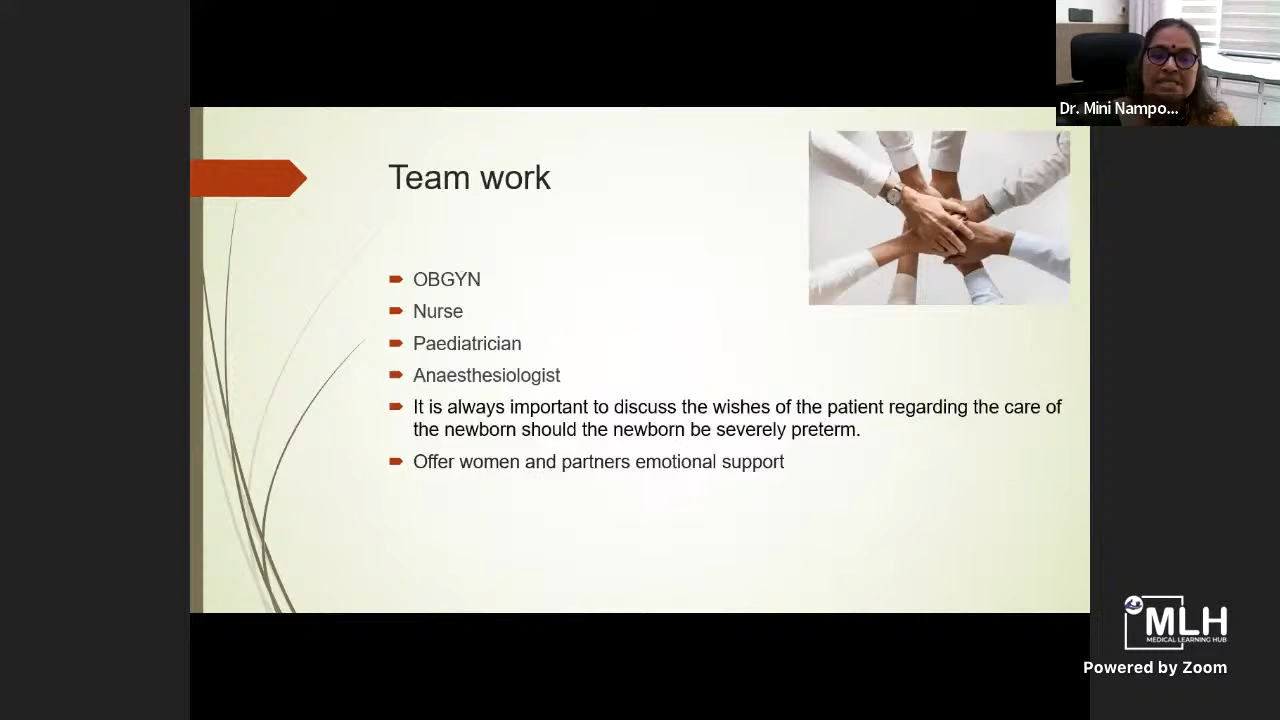 Dr. Mini Nampo...
Team work
OBGYN
Nurse
Paediatrician
Anaesthesiologist
It is always important to discuss the wishes of the patient regarding the care of
the newborn should the newborn be severely preterm.
Offer women and partners emotional support
MLH
MEDICAL LEARNING HUB
Powered by Zoom